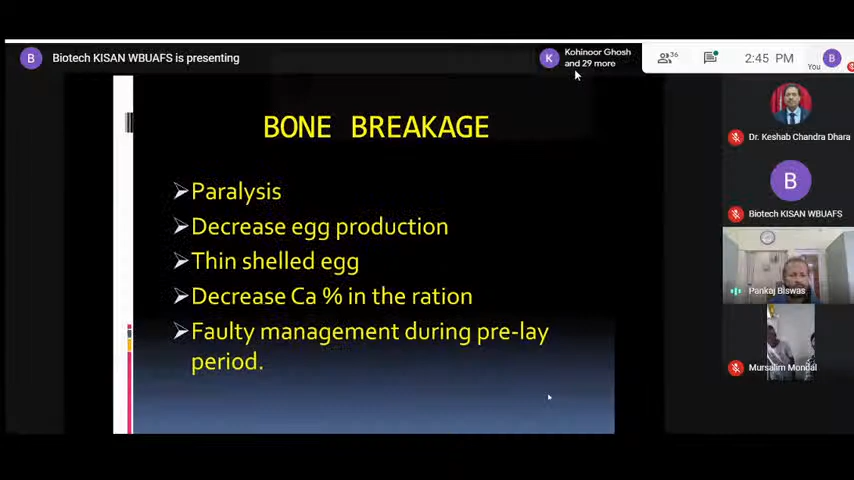 B Biotech KISAN WBUAFS is presenting
K Kohinoor Ghosh
and 29 more
36
2:45 PM
You
B
BONE BREAKAGE
Paralysis
Decrease egg production
Thin shelled egg
Decrease Ca % in the ration
Faulty management during pre-lay
period.
Dr. Keshab Chandra Dhara
B
Biotech KISAN WBUAFS
Pankaj Biswas
Mursalim Mondal